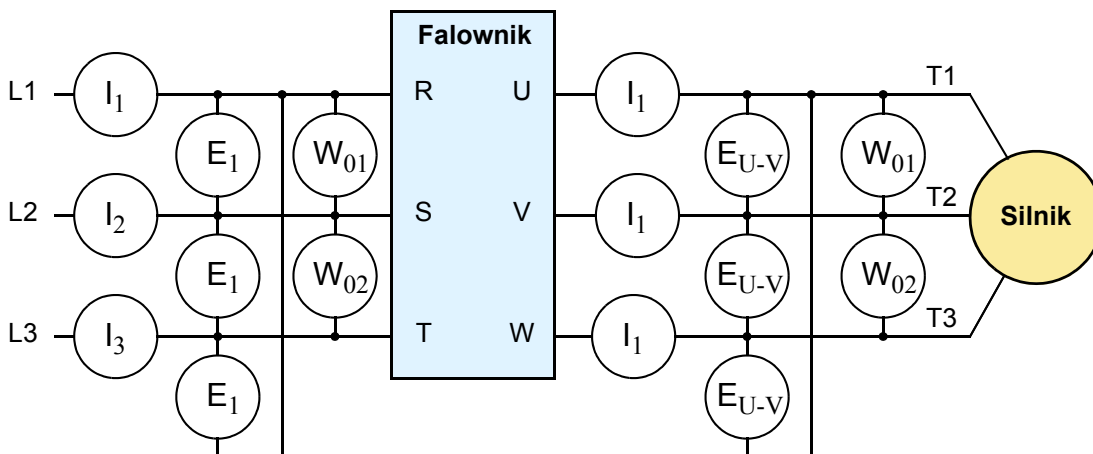 Falownik
L1 I1 R U I1 T1
E1 W01 EU-V W01
L2 I2 S V I1 T2 Silnik
E1 W02 EU-V W02
L3 I3 T W I1 T3
E1 EU-V